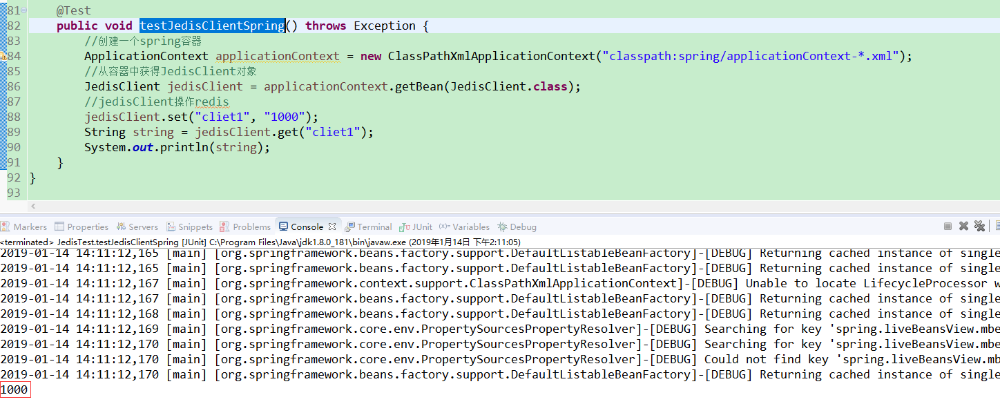 81 @Test
82 public void testJedisClientSpring() throws Exception {
83 //创建一个spring容器
84 ApplicationContext applicationContext = new ClassPathXmlApplicationContext("classpath:spring/applicationContext-*.xml");
85 //从容器中获得JedisClient对象
86 JedisClient jedisClient = applicationContext.getBean(JedisClient.class);
87 //jedisClient操作redis
88 jedisClient.set("cliet1", "1000");
89 String string = jedisClient.get("cliet1");
90 System.out.println(string);
91 }
92 }
93
Markers Properties Servers Snippets Problems Console Terminal JUnit Variables Debug
<terminated> JedisTest.testJedisClientSpring [JUnit] C:\Program Files\Java\jdk1.8.0_181\bin\javaw.exe (2019年1月14日 下午2:11:05)
2019-01-14 14:11:12,165 [main] [org.springframework.beans.factory.support.DefaultListableBeanFactory]-[DEBUG] Returning cached instance of single
2019-01-14 14:11:12,165 [main] [org.springframework.beans.factory.support.DefaultListableBeanFactory]-[DEBUG] Returning cached instance of single
2019-01-14 14:11:12,167 [main] [org.springframework.context.support.ClassPathXmlApplicationContext]-[DEBUG] Unable to locate LifecycleProcessor w
2019-01-14 14:11:12,167 [main] [org.springframework.beans.factory.support.DefaultListableBeanFactory]-[DEBUG] Returning cached instance of single
2019-01-14 14:11:12,168 [main] [org.springframework.beans.factory.support.DefaultListableBeanFactory]-[DEBUG] Returning cached instance of single
2019-01-14 14:11:12,169 [main] [org.springframework.core.env.PropertySourcesPropertyResolver]-[DEBUG] Searching for key 'spring.liveBeansView.mbe
2019-01-14 14:11:12,170 [main] [org.springframework.core.env.PropertySourcesPropertyResolver]-[DEBUG] Searching for key 'spring.liveBeansView.mbe
2019-01-14 14:11:12,170 [main] [org.springframework.core.env.PropertySourcesPropertyResolver]-[DEBUG] Could not find key 'spring.liveBeansView.mb
2019-01-14 14:11:12,170 [main] [org.springframework.beans.factory.support.DefaultListableBeanFactory]-[DEBUG] Returning cached instance of single
1000